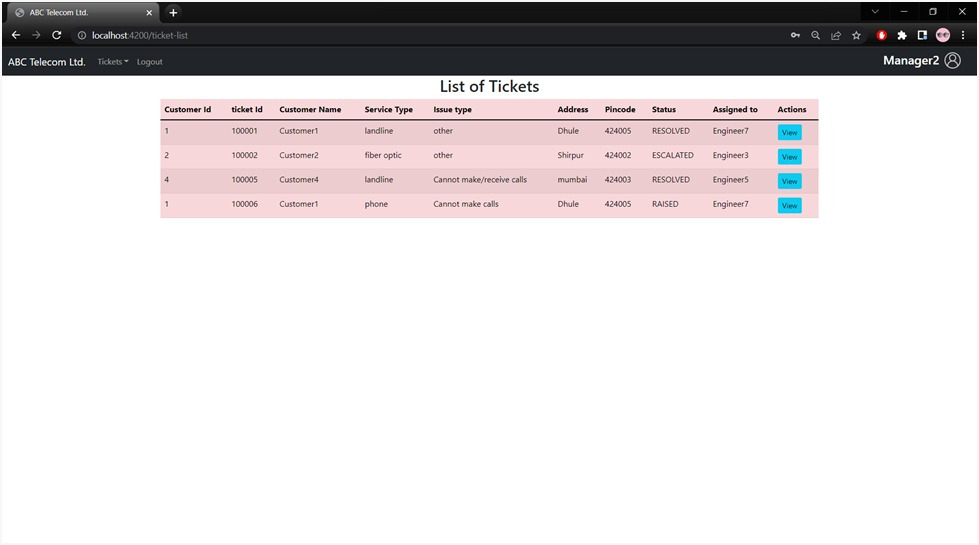 ABC Telecom Ltd.
localhost:4200/ticket-list
ABC Telecom Ltd. Tickets Logout Manager2
List of Tickets
Customer Id ticket Id Customer Name Service Type Issue type Address Pincode Status Assigned to Actions
1 100001 Customer1 landline other Dhule 424005 RESOLVED Engineer7 View
2 100002 Customer2 fiber optic other Shirpur 424002 ESCALATED Engineer3 View
4 100005 Customer4 landline Cannot make/receive calls mumbai 424003 RESOLVED Engineer5 View
1 100006 Customer1 phone Cannot make calls Dhule 424005 RAISED Engineer7 View